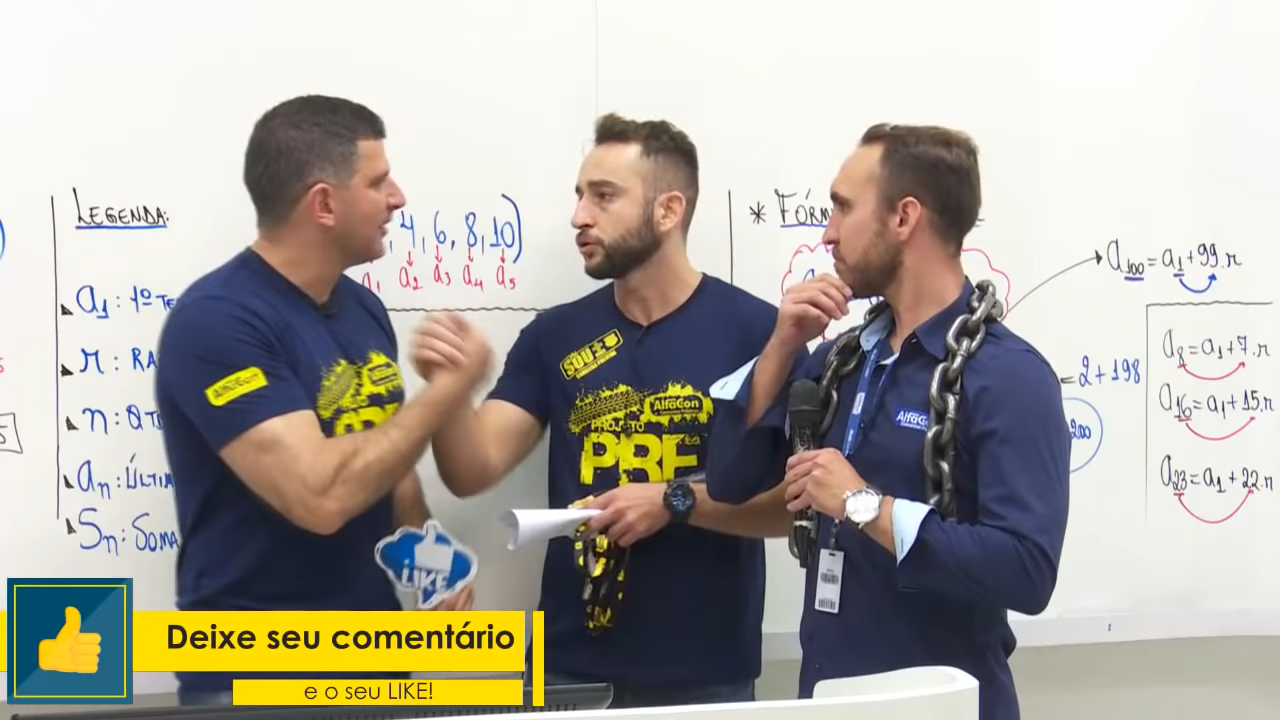 LEGENDA:
a₁: 1º TE
r: RA
n: Q TE
aₙ: ÚLTIM
Sₙ: SOMA
, 4, 6, 8, 10)
a₁ a₂ a₃ a₄ a₅
* FÓRM
a₁₀₀ = a₁ + 99.r
= 2 + 198
200
a₈ = a₁ + 7.r
a₁₆ = a₁ + 15.r
a₂₃ = a₁ + 22.r
AlfaCon
SOU
AlfaCon
PROJETO
PRF
LIKE
Deixe seu comentário
e o seu LIKE!